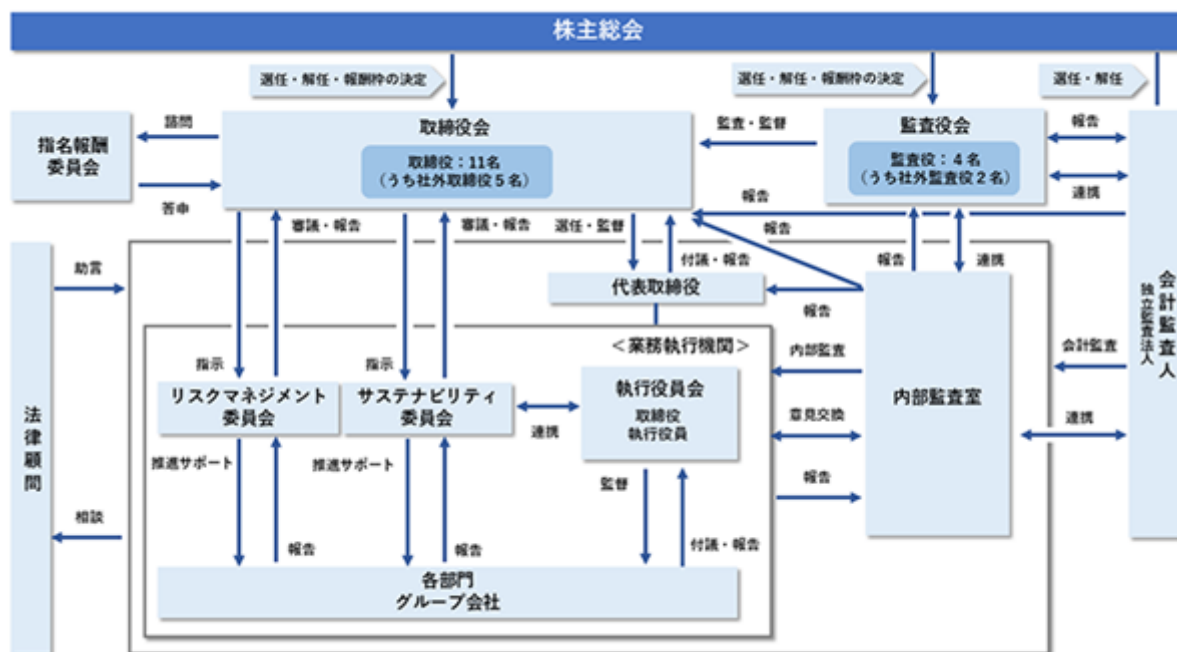 株主総会
選任・解任・報酬枠の決定
選任・解任・報酬枠の決定
選任・解任
指名報酬
委員会
諮問
答申
取締役会
取締役：11名
（うち社外取締役５名）
監査・監督
監査役会
監査役：４名
（うち社外監査役２名）
報告
連携
報告
審議・報告
審議・報告
選任・監督
付議・報告
報告
報告
連携
代表取締役
報告
助言
法律顧問
相談
＜業務執行機関＞
指示
指示
リスクマネジメント
委員会
サステナビリティ
委員会
連携
執行役員会
取締役
執行役員
内部監査
意見交換
報告
内部監査室
会計監査人
独立監査法人
会計監査
連携
推進サポート
報告
推進サポート
報告
監督
付議・報告
各部門
グループ会社